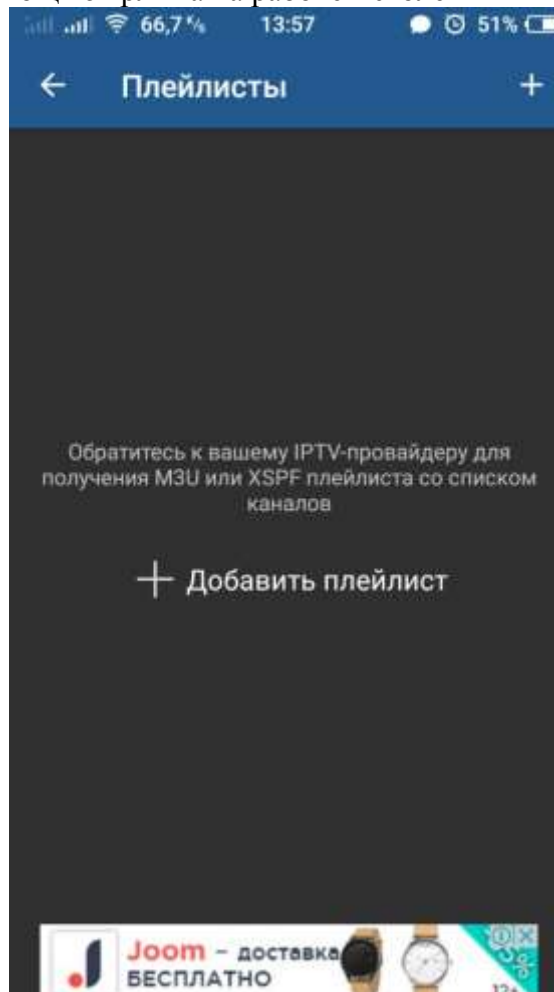 66,7 ᴷ/s 13:57 51%
Плейлисты +
Обратитесь к вашему IPTV-провайдеру для
получения M3U или XSPF плейлиста со списком
каналов
+ Добавить плейлист
Joom – доставка
БЕСПЛАТНО
12+